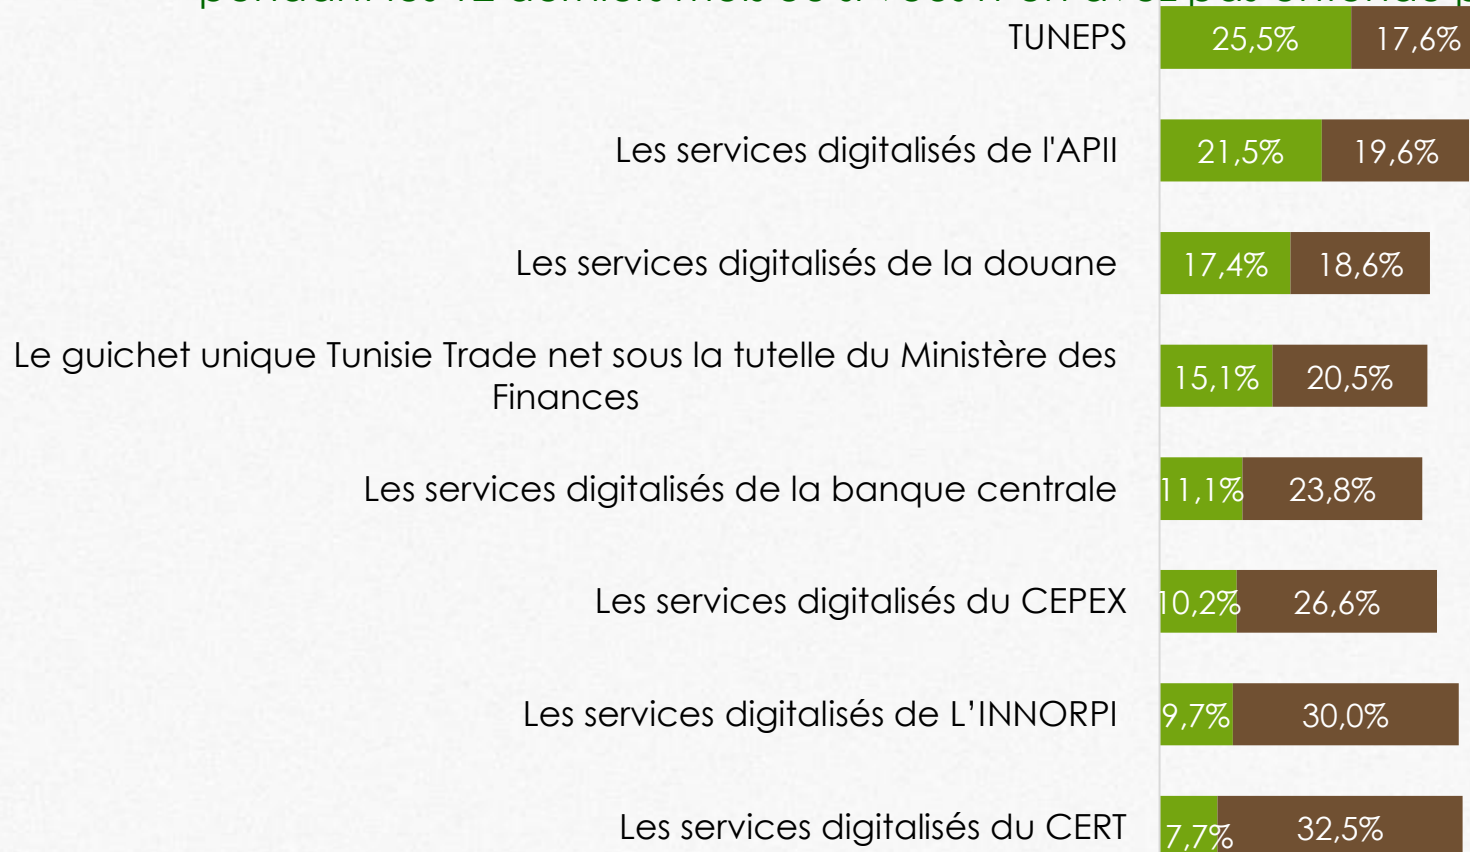 TUNEPS 25,5% 17,6%
Les services digitalisés de l'APII 21,5% 19,6%
Les services digitalisés de la douane 17,4% 18,6%
Le guichet unique Tunisie Trade net sous la tutelle du Ministère des
Finances 15,1% 20,5%
Les services digitalisés de la banque centrale 11,1% 23,8%
Les services digitalisés du CEPEX 10,2% 26,6%
Les services digitalisés de L’INNORPI 9,7% 30,0%
Les services digitalisés du CERT 7,7% 32,5%